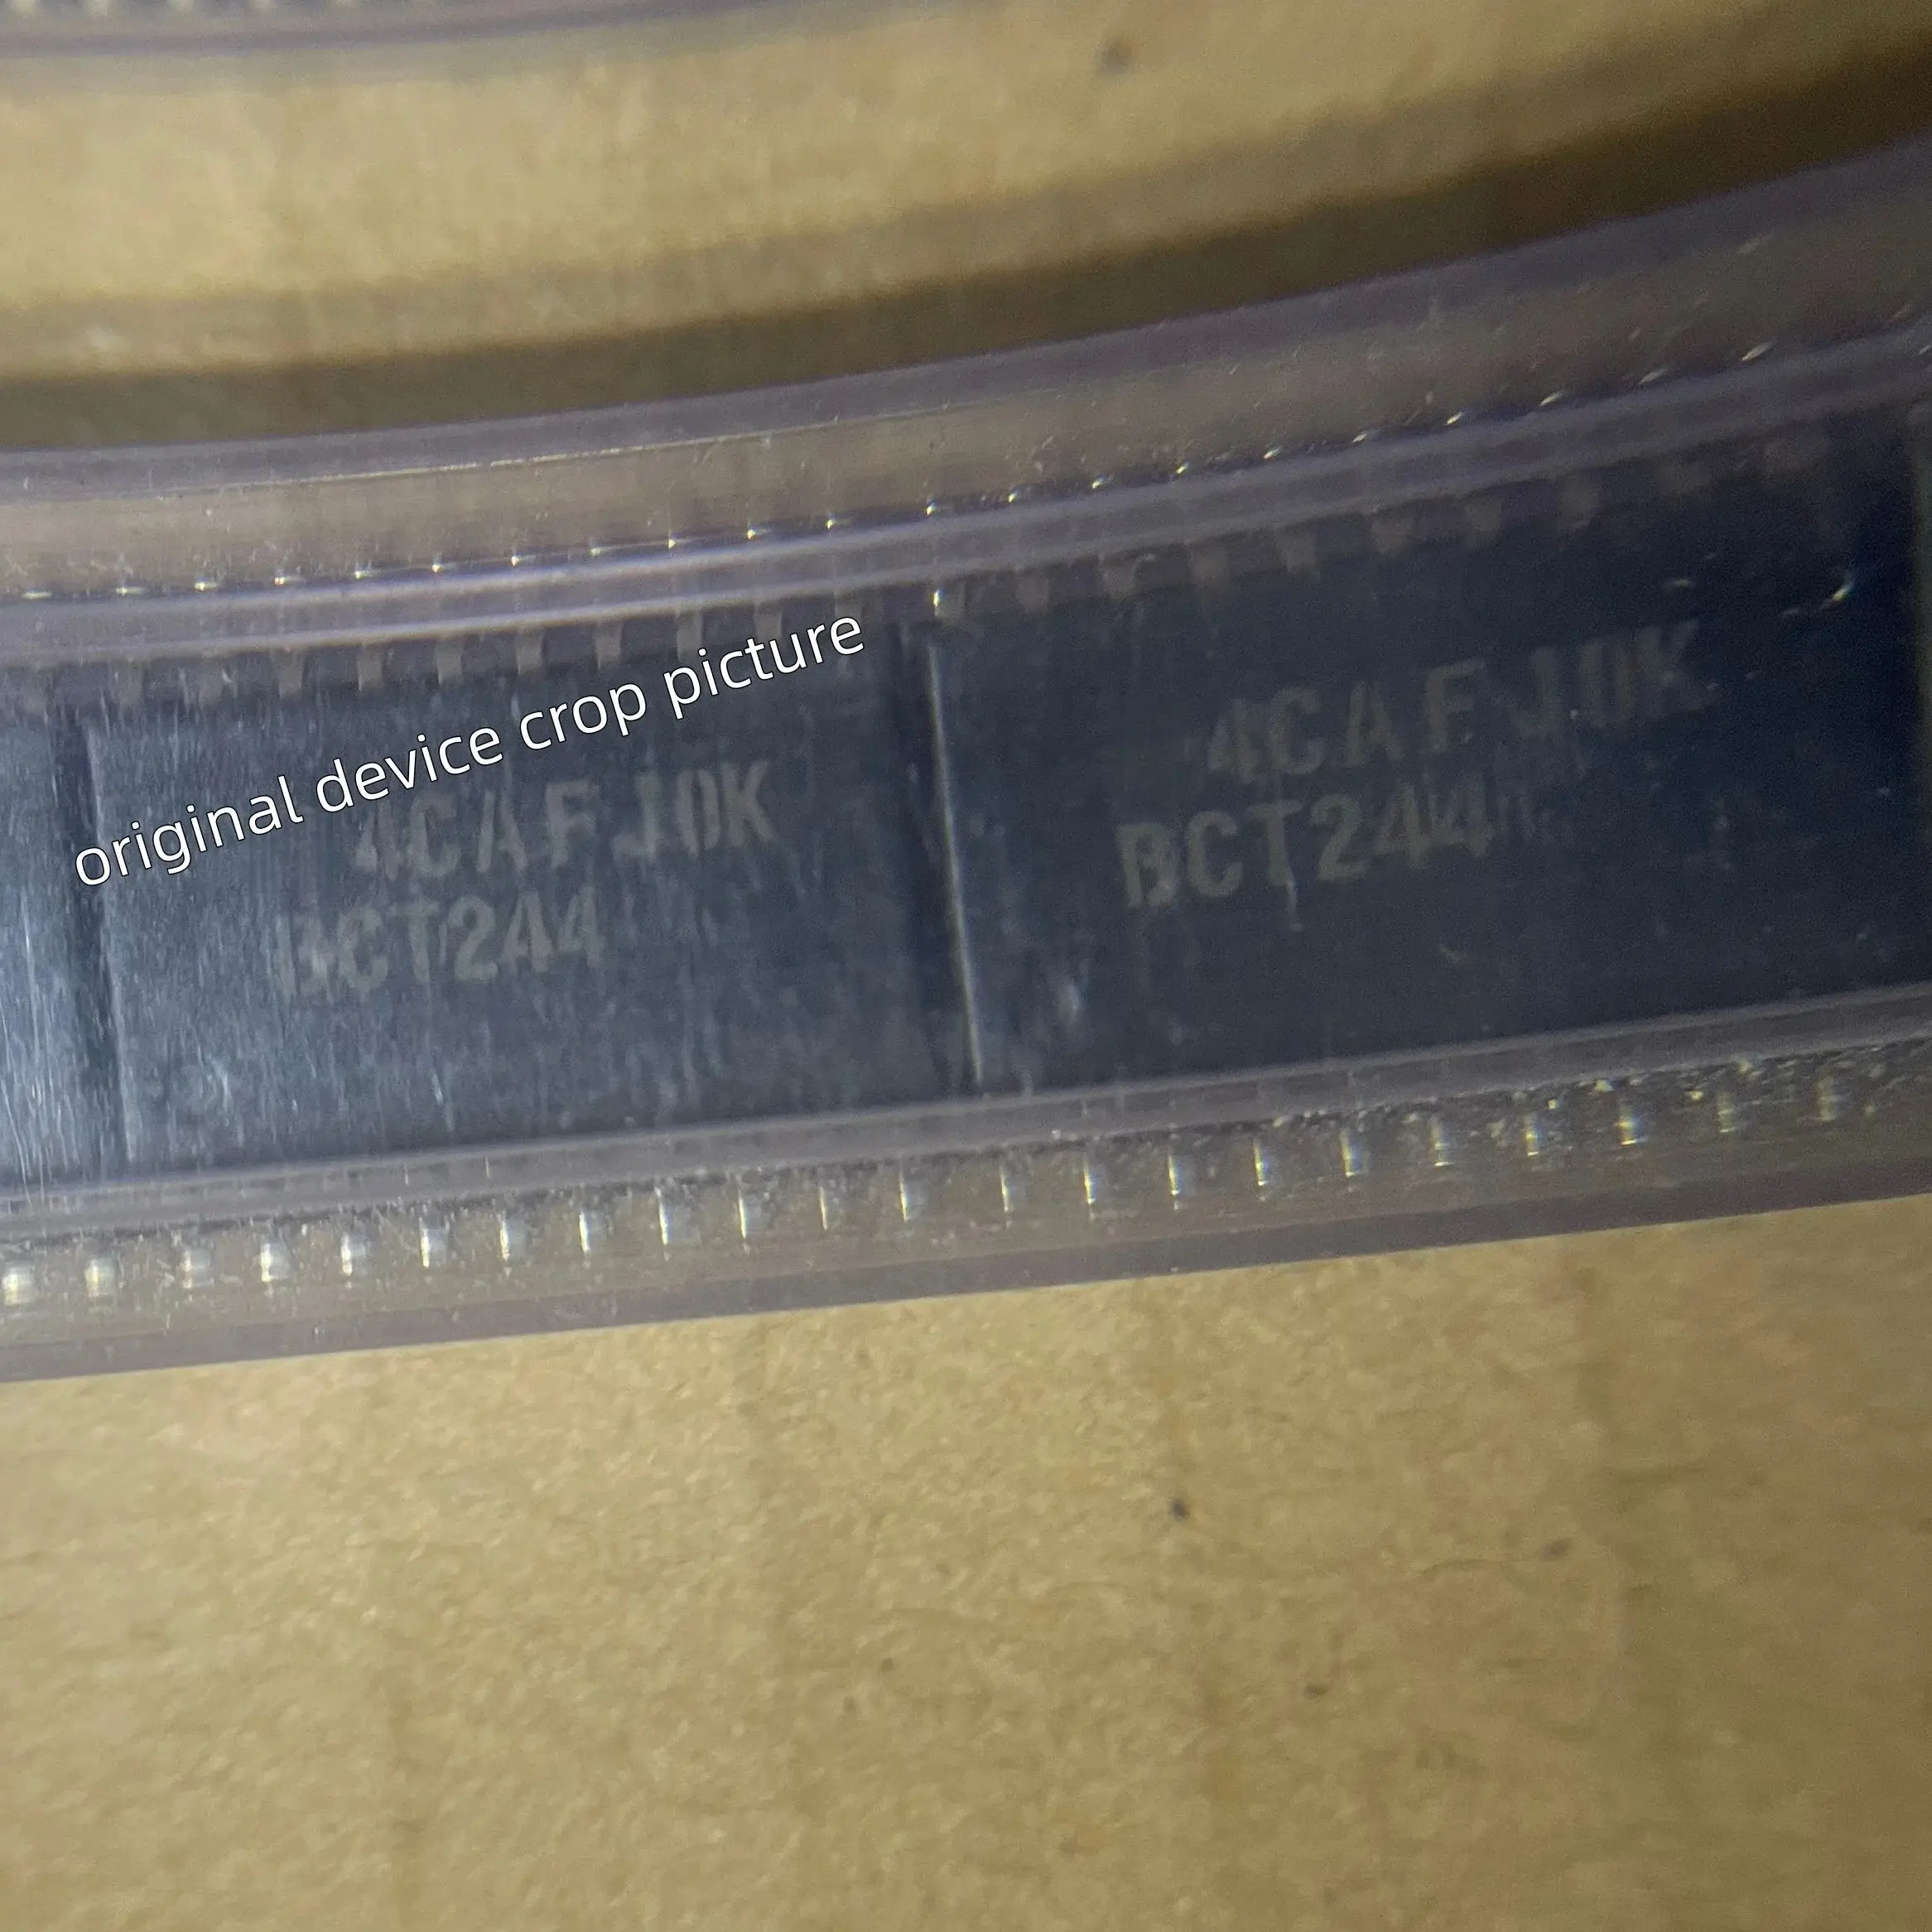 original device crop picture
4CAFJ0K
BCT244
4CAFJ0K
BCT244